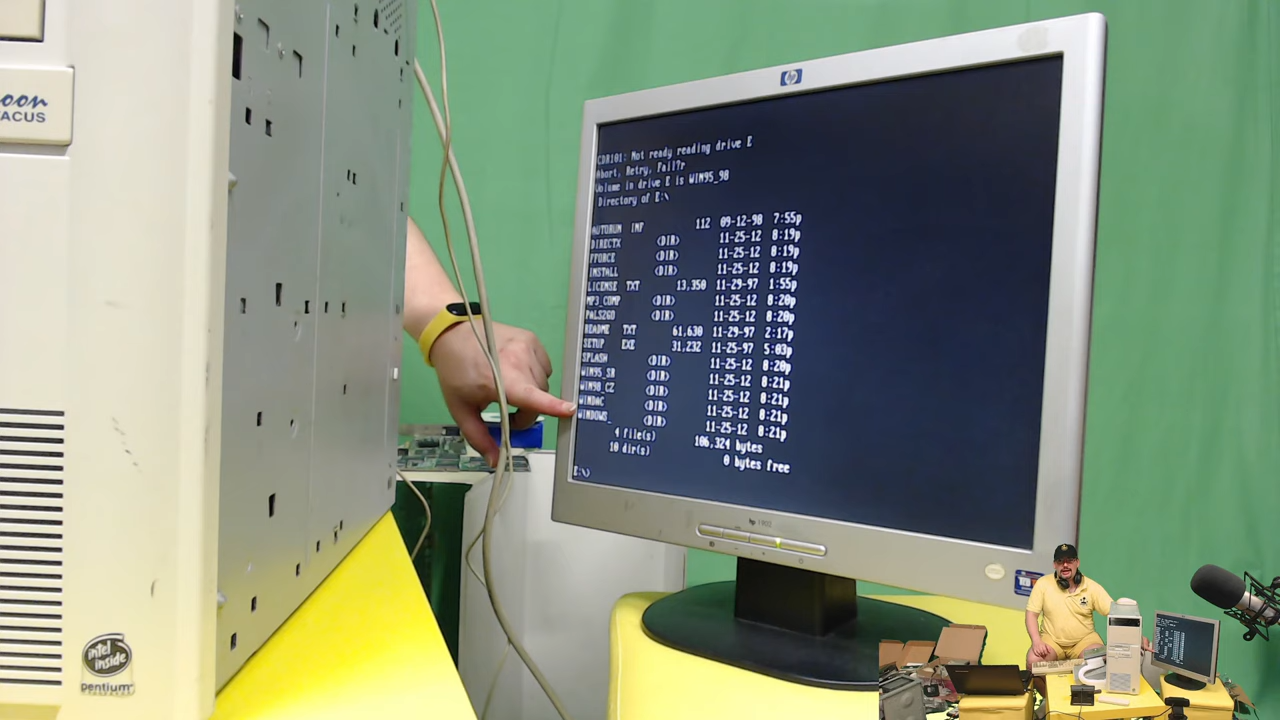 oon
ACUS
intel
inside
pentium
hp
CDR101: Not ready reading drive E
Abort, Retry, Fail?r
Volume in drive E is WIN95_98
Directory of E:\
AUTORUN INF 112 09-12-98 7:55p
DIRECTX <DIR> 11-25-12 8:19p
FFORCE <DIR> 11-25-12 8:19p
INSTALL <DIR> 11-25-12 8:19p
LICENSE TXT 13,350 11-29-97 1:55p
MP3_COMP <DIR> 11-25-12 8:20p
PALS2GO <DIR> 11-25-12 8:20p
README TXT 61,630 11-29-97 2:17p
SETUP EXE 31,232 11-25-97 5:03p
SPLASH <DIR> 11-25-12 8:20p
WIN95_SR <DIR> 11-25-12 8:21p
WIN98_CZ <DIR> 11-25-12 8:21p
WINDAC <DIR> 11-25-12 8:21p
WINDOWS_ <DIR> 11-25-12 8:21p
4 file(s) 106,324 bytes
10 dir(s) 0 bytes free
E:\>
hp